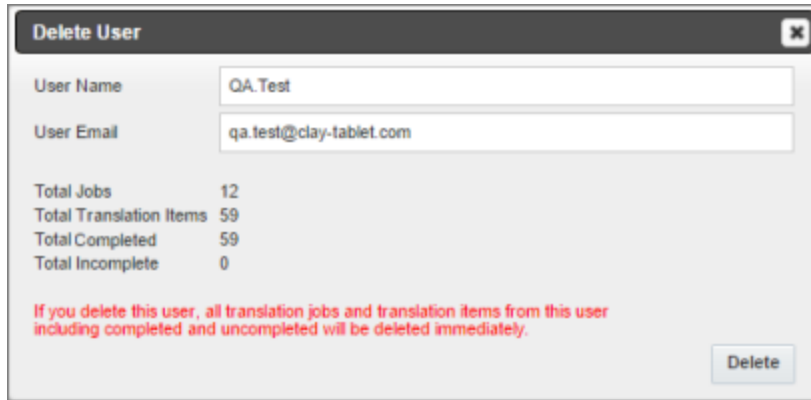 Delete User
User Name QA.Test
User Email qa.test@clay-tablet.com
Total Jobs 12
Total Translation Items 59
Total Completed 59
Total Incomplete 0
If you delete this user, all translation jobs and translation items from this user
including completed and uncompleted will be deleted immediately.
Delete